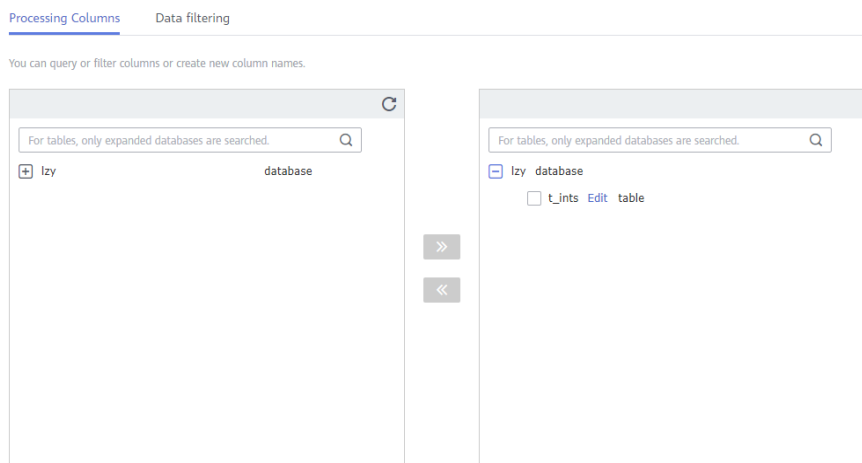 Processing Columns Data filtering
You can query or filter columns or create new column names.
For tables, only expanded databases are searched.
lzy database
For tables, only expanded databases are searched.
lzy database
t_ints Edit table